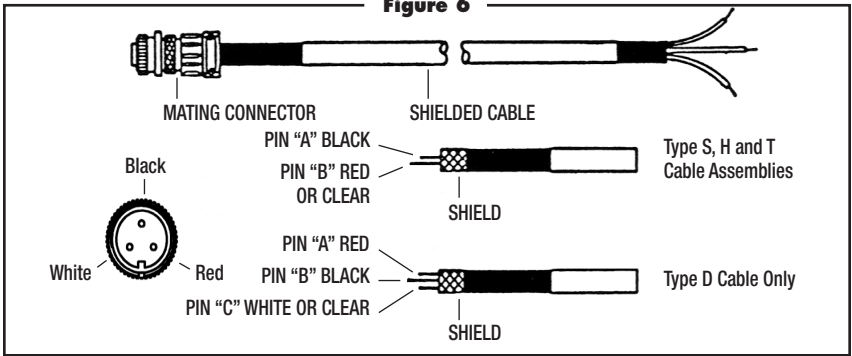 Figure 6
MATING CONNECTOR
SHIELDED CABLE
PIN “A” BLACK
PIN “B” RED
OR CLEAR
SHIELD
Type S, H and T
Cable Assemblies
Black
White
Red
PIN “A” RED
PIN “B” BLACK
PIN “C” WHITE OR CLEAR
SHIELD
Type D Cable Only